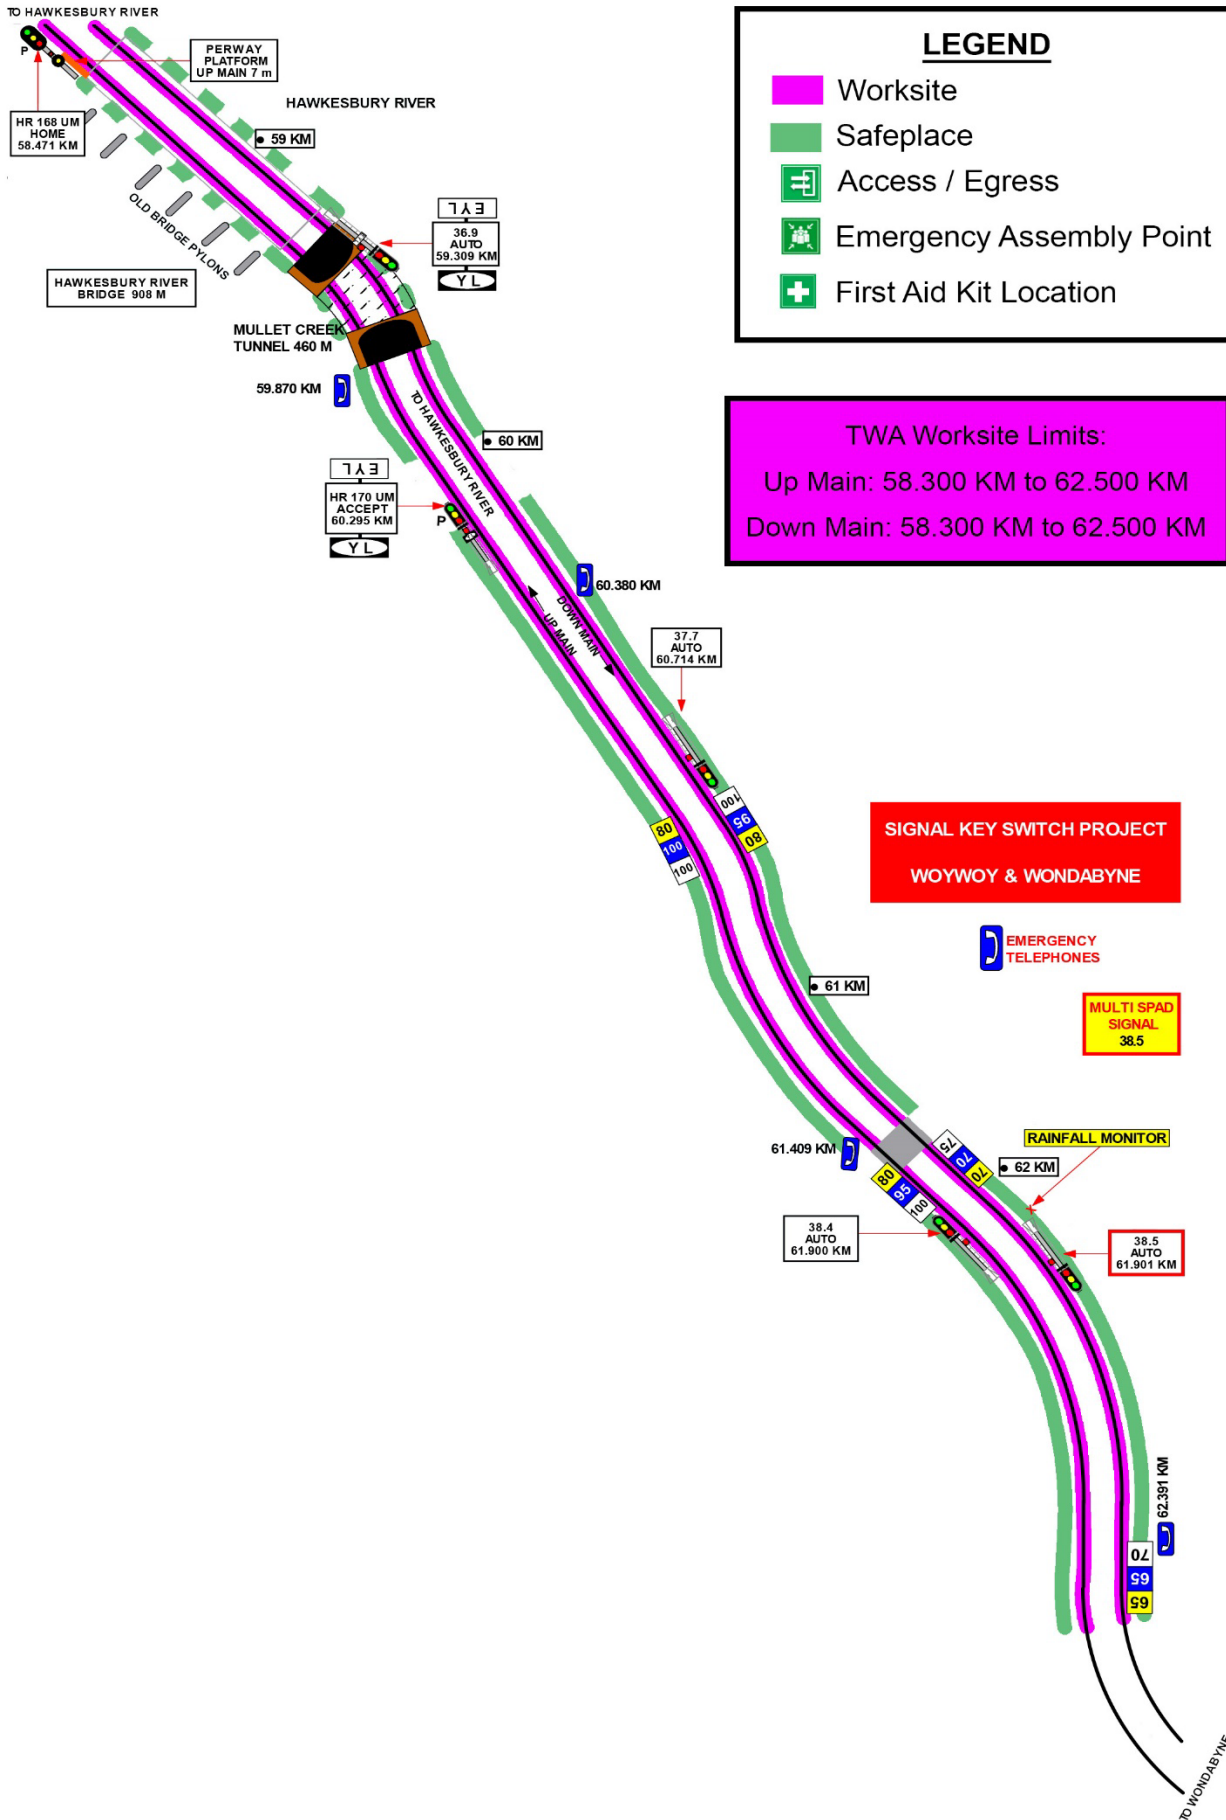 TO HAWKESBURY RIVER
P
PERWAY
PLATFORM
UP MAIN 7 m
HR 168 UM
HOME
58.471 KM
HAWKESBURY RIVER
59 KM
OLD BRIDGE PYLONS
HAWKESBURY RIVER
BRIDGE 908 M
EYL
36.9
AUTO
59.309 KM
YL
MULLET CREEK
TUNNEL 460 M
59.870 KM
TO HAWKESBURY RIVER
60 KM
EYL
HR 170 UM
ACCEPT
60.295 KM
YL
P
60.380 KM
UP MAIN
DOWN MAIN
37.7
AUTO
60.714 KM
100
95
80
80
100
100
61 KM
61.409 KM
75
70
70
80
95
100
62 KM
RAINFALL MONITOR
38.4
AUTO
61.900 KM
38.5
AUTO
61.901 KM
62.391 KM
70
65
65
TO WONDABYNE
LEGEND
Worksite
Safeplace
Access / Egress
Emergency Assembly Point
First Aid Kit Location
TWA Worksite Limits:
Up Main: 58.300 KM to 62.500 KM
Down Main: 58.300 KM to 62.500 KM
SIGNAL KEY SWITCH PROJECT
WOYWOY & WONDABYNE
EMERGENCY
TELEPHONES
MULTI SPAD
SIGNAL
38.5